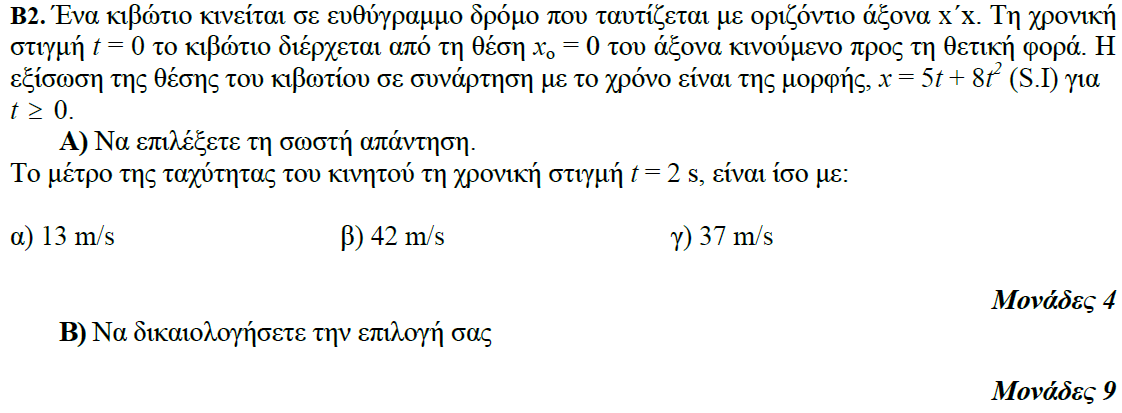 B2. Ένα κιβώτιο κινείται σε ευθύγραμμο δρόμο που ταυτίζεται με οριζόντιο άξονα x΄x. Τη χρονική
στιγμή t = 0 το κιβώτιο διέρχεται από τη θέση xₒ = 0 του άξονα κινούμενο προς τη θετική φορά. Η
εξίσωση της θέσης του κιβωτίου σε συνάρτηση με το χρόνο είναι της μορφής, x = 5t + 8t² (S.I) για
t ≥ 0.
Α) Να επιλέξετε τη σωστή απάντηση.
Το μέτρο της ταχύτητας του κινητού τη χρονική στιγμή t = 2 s, είναι ίσο με:
α) 13 m/s β) 42 m/s γ) 37 m/s
Μονάδες 4
Β) Να δικαιολογήσετε την επιλογή σας
Μονάδες 9